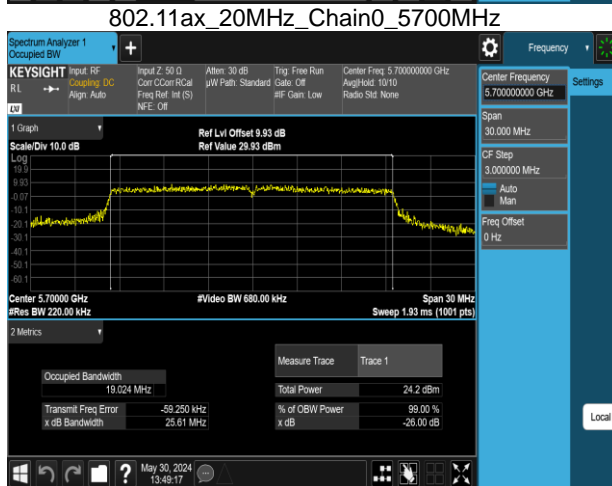 802.11ax_20MHz_Chain0_5700MHz
Spectrum Analyzer 1
Occupied BW
Frequency
KEYSIGHT
RL
LXI
Input: RF
Coupling: DC
Align: Auto
Input Z: 50 Ω
Corr CCorr RCal
Freq Ref: Int (S)
NFE: Off
Atten: 30 dB
µW Path: Standard
Trig: Free Run
Gate: Off
#IF Gain: Low
Center Freq: 5.700000000 GHz
Avg|Hold: 10/10
Radio Std: None
Center Frequency
5.700000000 GHz
Settings
Span
30.000 MHz
CF Step
3.000000 MHz
Auto
Man
Freq Offset
0 Hz
Local
1 Graph
Scale/Div 10.0 dB
Ref Lvl Offset 9.93 dB
Ref Value 29.93 dBm
Log
19.9
9.93
-0.07
-10.1
-20.1
-30.1
-40.1
-50.1
-60.1
Center 5.70000 GHz
#Video BW 680.00 kHz
Span 30 MHz
#Res BW 220.00 kHz
Sweep 1.93 ms (1001 pts)
2 Metrics
Measure Trace Trace 1
Occupied Bandwidth
19.024 MHz
Total Power 24.2 dBm
Transmit Freq Error -59.250 kHz
% of OBW Power 99.00 %
x dB Bandwidth 25.61 MHz
x dB -26.00 dB
May 30, 2024
13:49:17